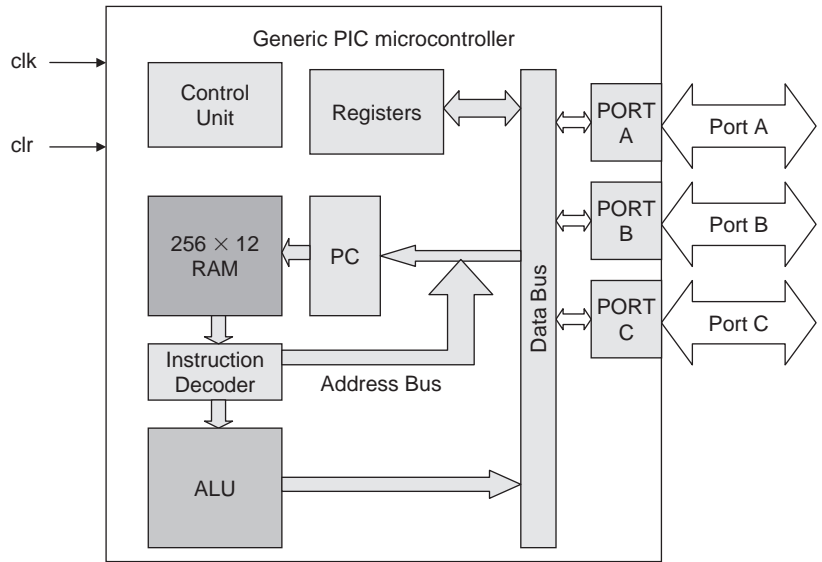 Generic PIC microcontroller
clk
clr
Control
Unit
Registers
PORT
A
Port A
256 × 12
RAM
PC
PORT
B
Port B
Data Bus
PORT
C
Port C
Instruction
Decoder
Address Bus
ALU